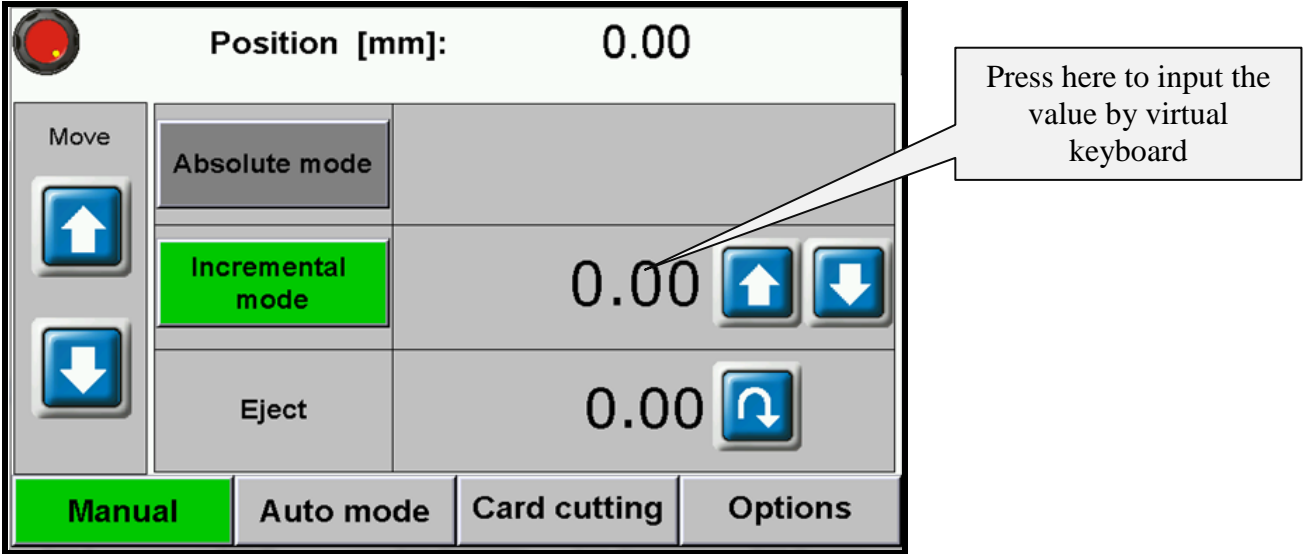 Position [mm]: 0.00
Press here to input the
value by virtual
keyboard
Move
Absolute mode
Incremental
mode
0.00
Eject
0.00
Manual
Auto mode
Card cutting
Options